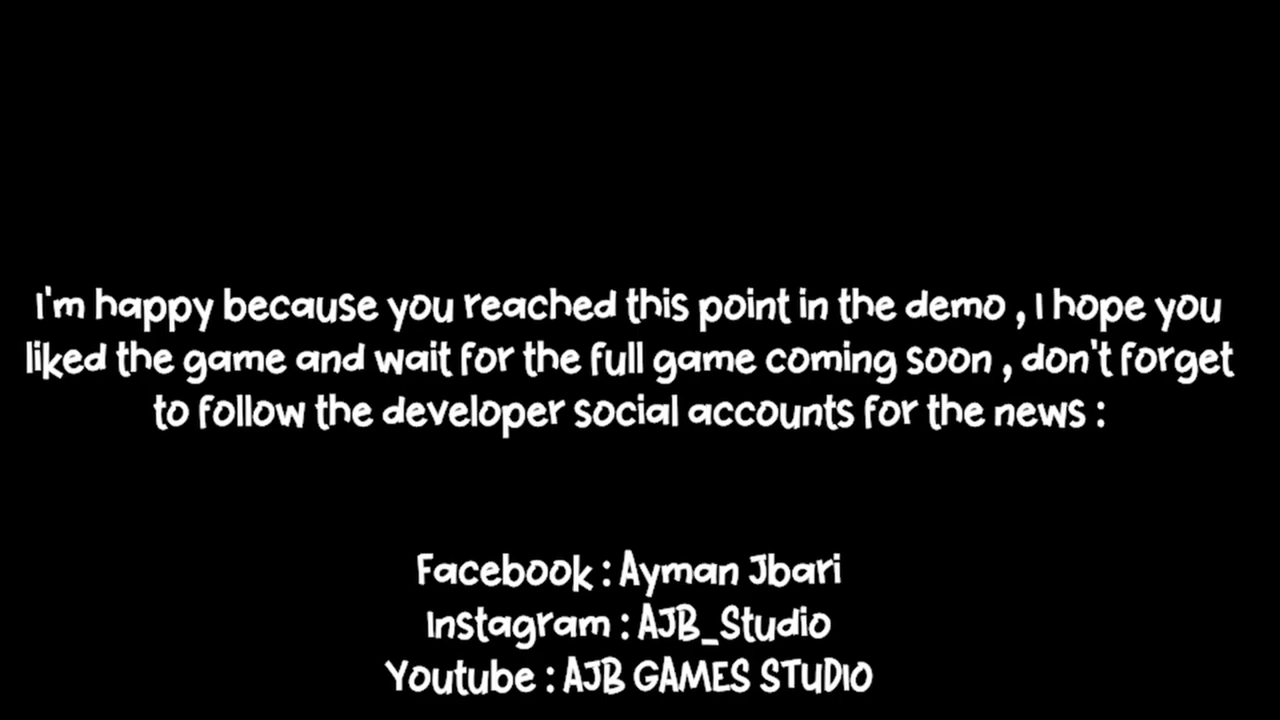 I'm happy because you reached this point in the demo , I hope you
liked the game and wait for the full game coming soon , don't forget
to follow the developer social accounts for the news :
Facebook : Ayman Jbari
Instagram : AJB_Studio
Youtube : AJB GAMES STUDIO